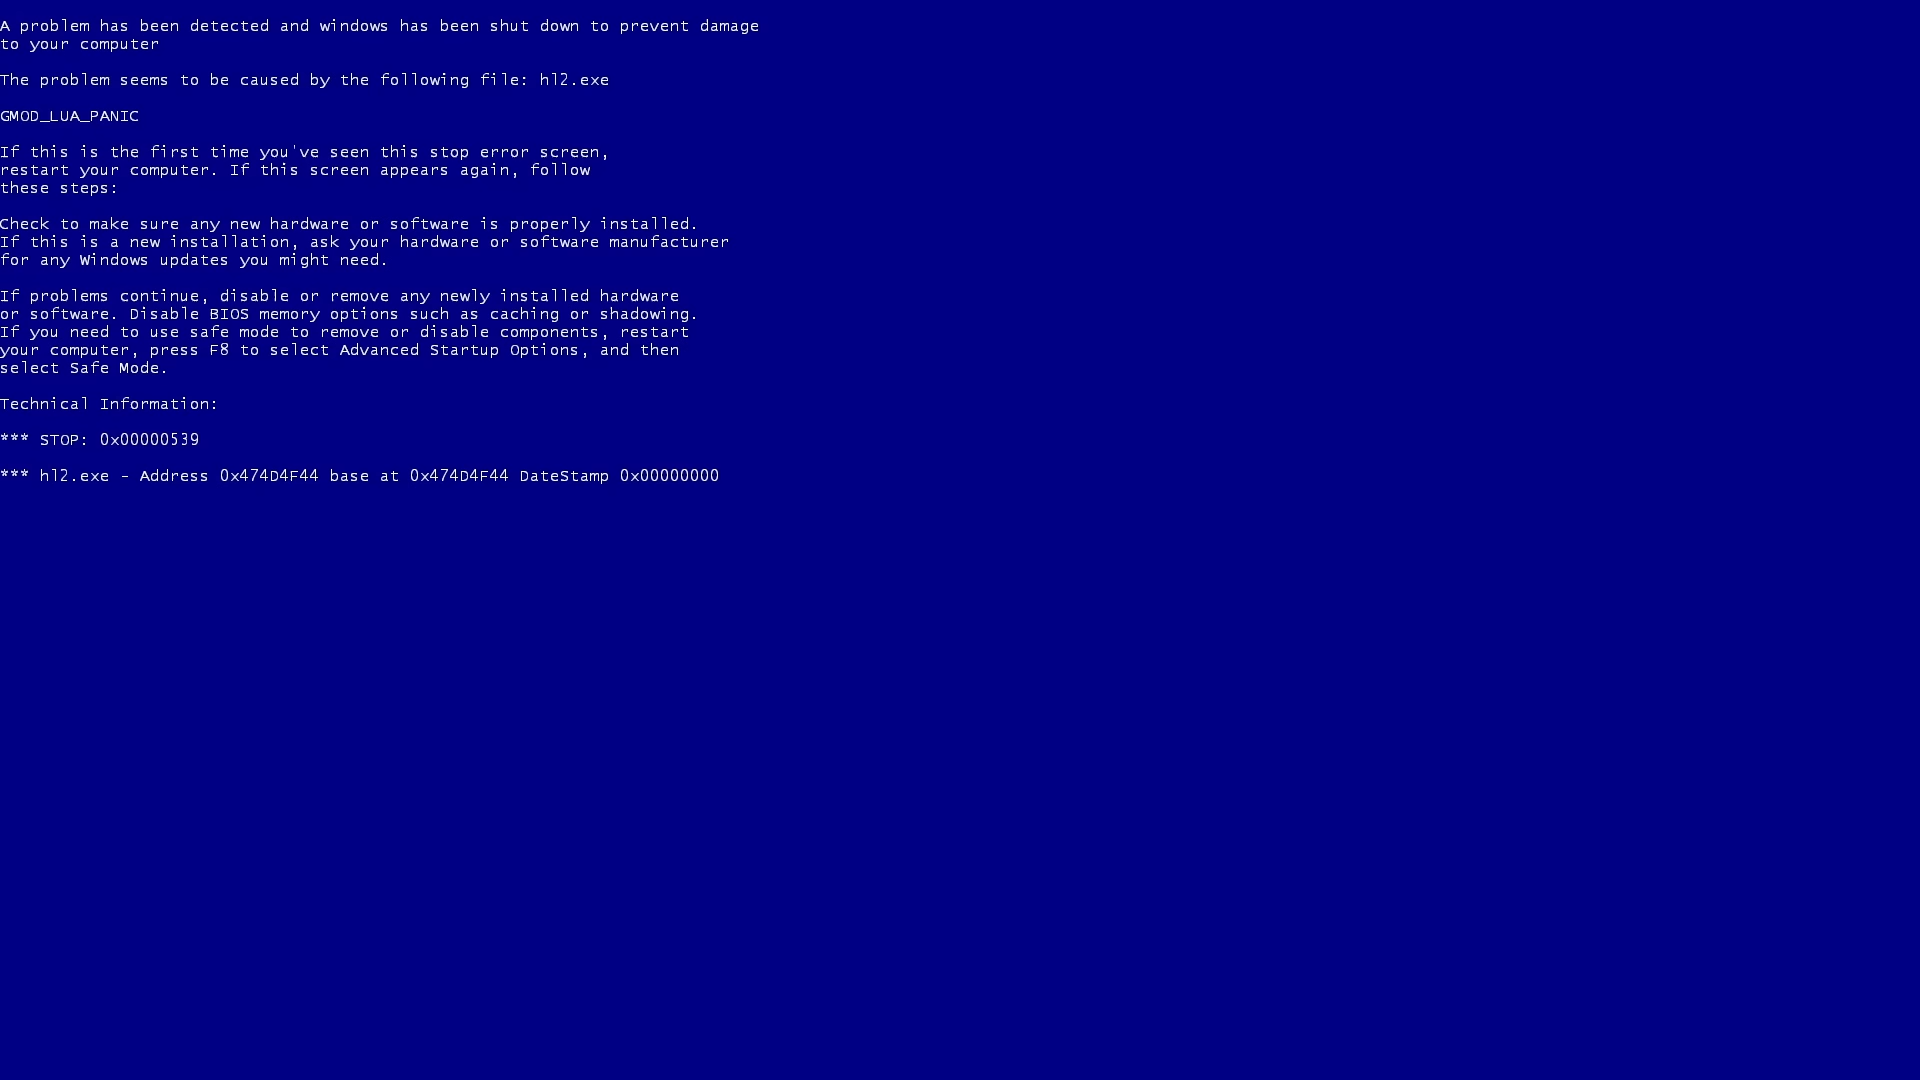 A problem has been detected and windows has been shut down to prevent damage
to your computer
The problem seems to be caused by the following file: hl2.exe
GMOD_LUA_PANIC
If this is the first time you've seen this stop error screen,
restart your computer. If this screen appears again, follow
these steps:
Check to make sure any new hardware or software is properly installed.
If this is a new installation, ask your hardware or software manufacturer
for any Windows updates you might need.
If problems continue, disable or remove any newly installed hardware
or software. Disable BIOS memory options such as caching or shadowing.
If you need to use safe mode to remove or disable components, restart
your computer, press F8 to select Advanced Startup Options, and then
select Safe Mode.
Technical Information:
*** STOP: 0x00000539
*** hl2.exe - Address 0x474D4F44 base at 0x474D4F44 DateStamp 0x00000000